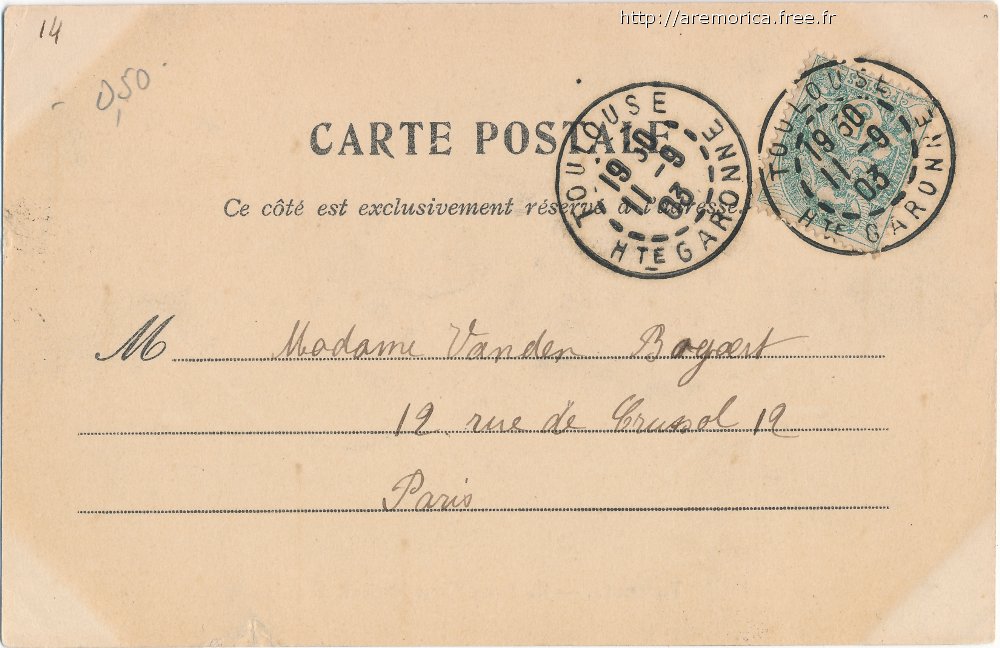 http://aremorica.free.fr
14
0,50
CARTE POSTALE
Ce côté est exclusivement réservé à l'adresse.
TOULOUSE
19 30
11 -9
03
HTE GARONNE
TOULOUSE
19 30
11 -9
03
HTE GARONNE
M Madame Vanden Bogaert
12 rue de Crussol 12
Paris